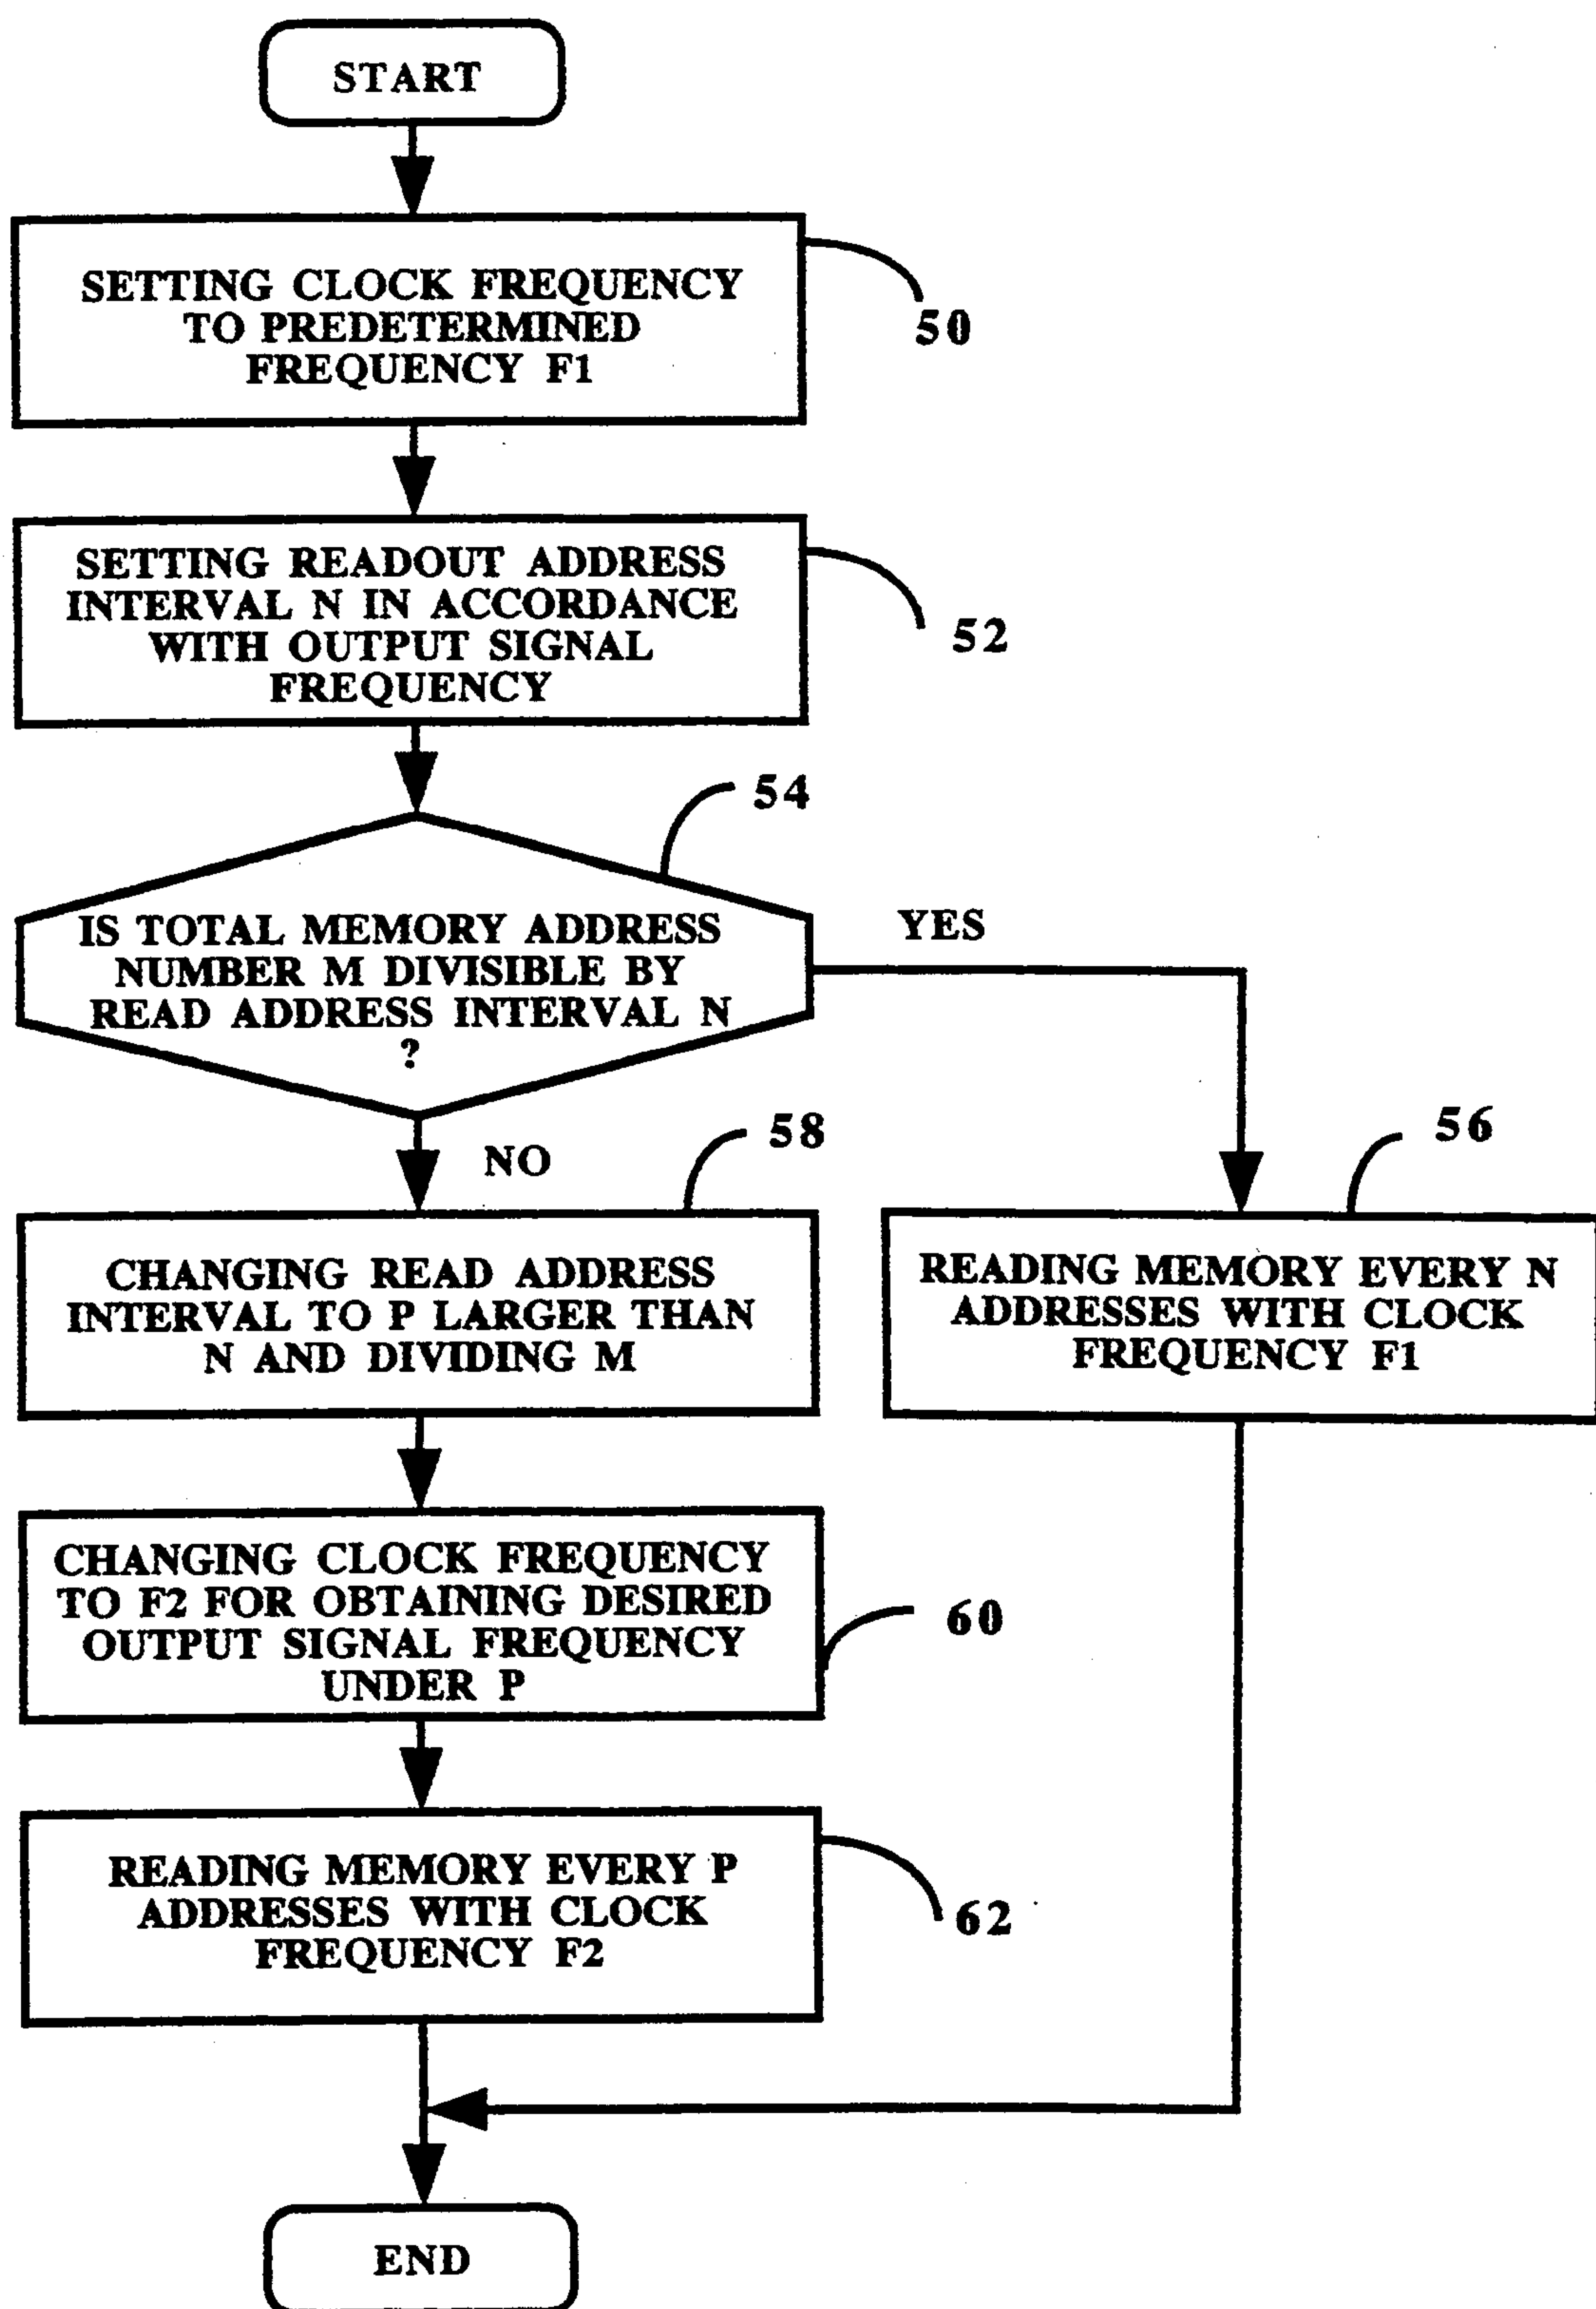 START
SETTING CLOCK FREQUENCY
TO PREDETERMINED
FREQUENCY F1
50
SETTING READOUT ADDRESS
INTERVAL N IN ACCORDANCE
WITH OUTPUT SIGNAL
FREQUENCY
52
54
IS TOTAL MEMORY ADDRESS
NUMBER M DIVISIBLE BY
READ ADDRESS INTERVAL N
?
YES
NO
58
56
CHANGING READ ADDRESS
INTERVAL TO P LARGER THAN
N AND DIVIDING M
READING MEMORY EVERY N
ADDRESSES WITH CLOCK
FREQUENCY F1
CHANGING CLOCK FREQUENCY
TO F2 FOR OBTAINING DESIRED
OUTPUT SIGNAL FREQUENCY
UNDER P
60
READING MEMORY EVERY P
ADDRESSES WITH CLOCK
FREQUENCY F2
62
END